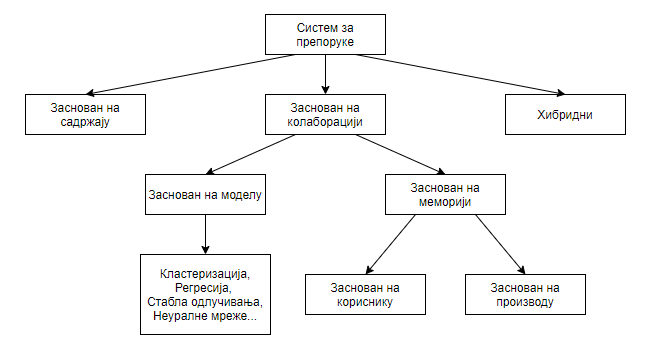 Систем за
препоруке
Заснован на
садржају
Заснован на
колаборацији
Хибридни
Заснован на моделу
Заснован на
меморији
Кластеризација,
Регресија,
Стабла одлучивања,
Неуралне мреже...
Заснован на
кориснику
Заснован на
производу